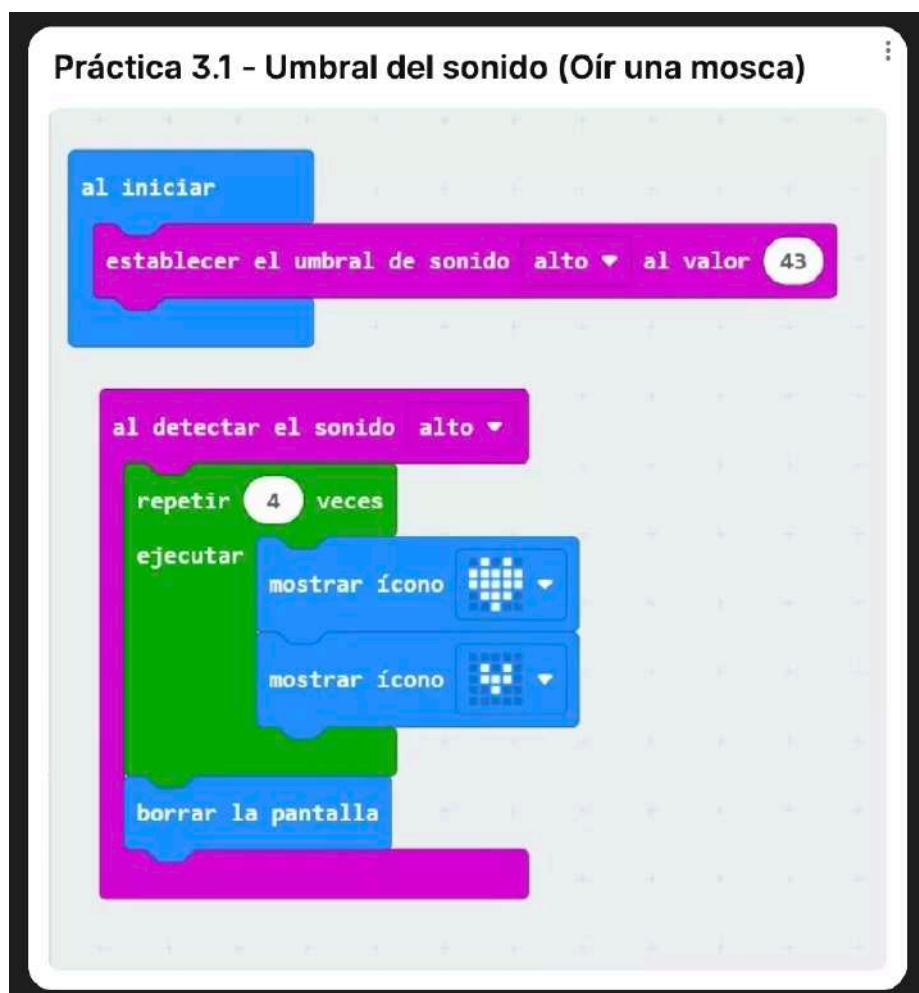 Práctica 3.1 - Umbral del sonido (Oír una mosca)
al iniciar
establecer el umbral de sonido alto al valor 43
al detectar el sonido alto
repetir 4 veces
ejecutar
mostrar ícono
mostrar ícono
borrar la pantalla